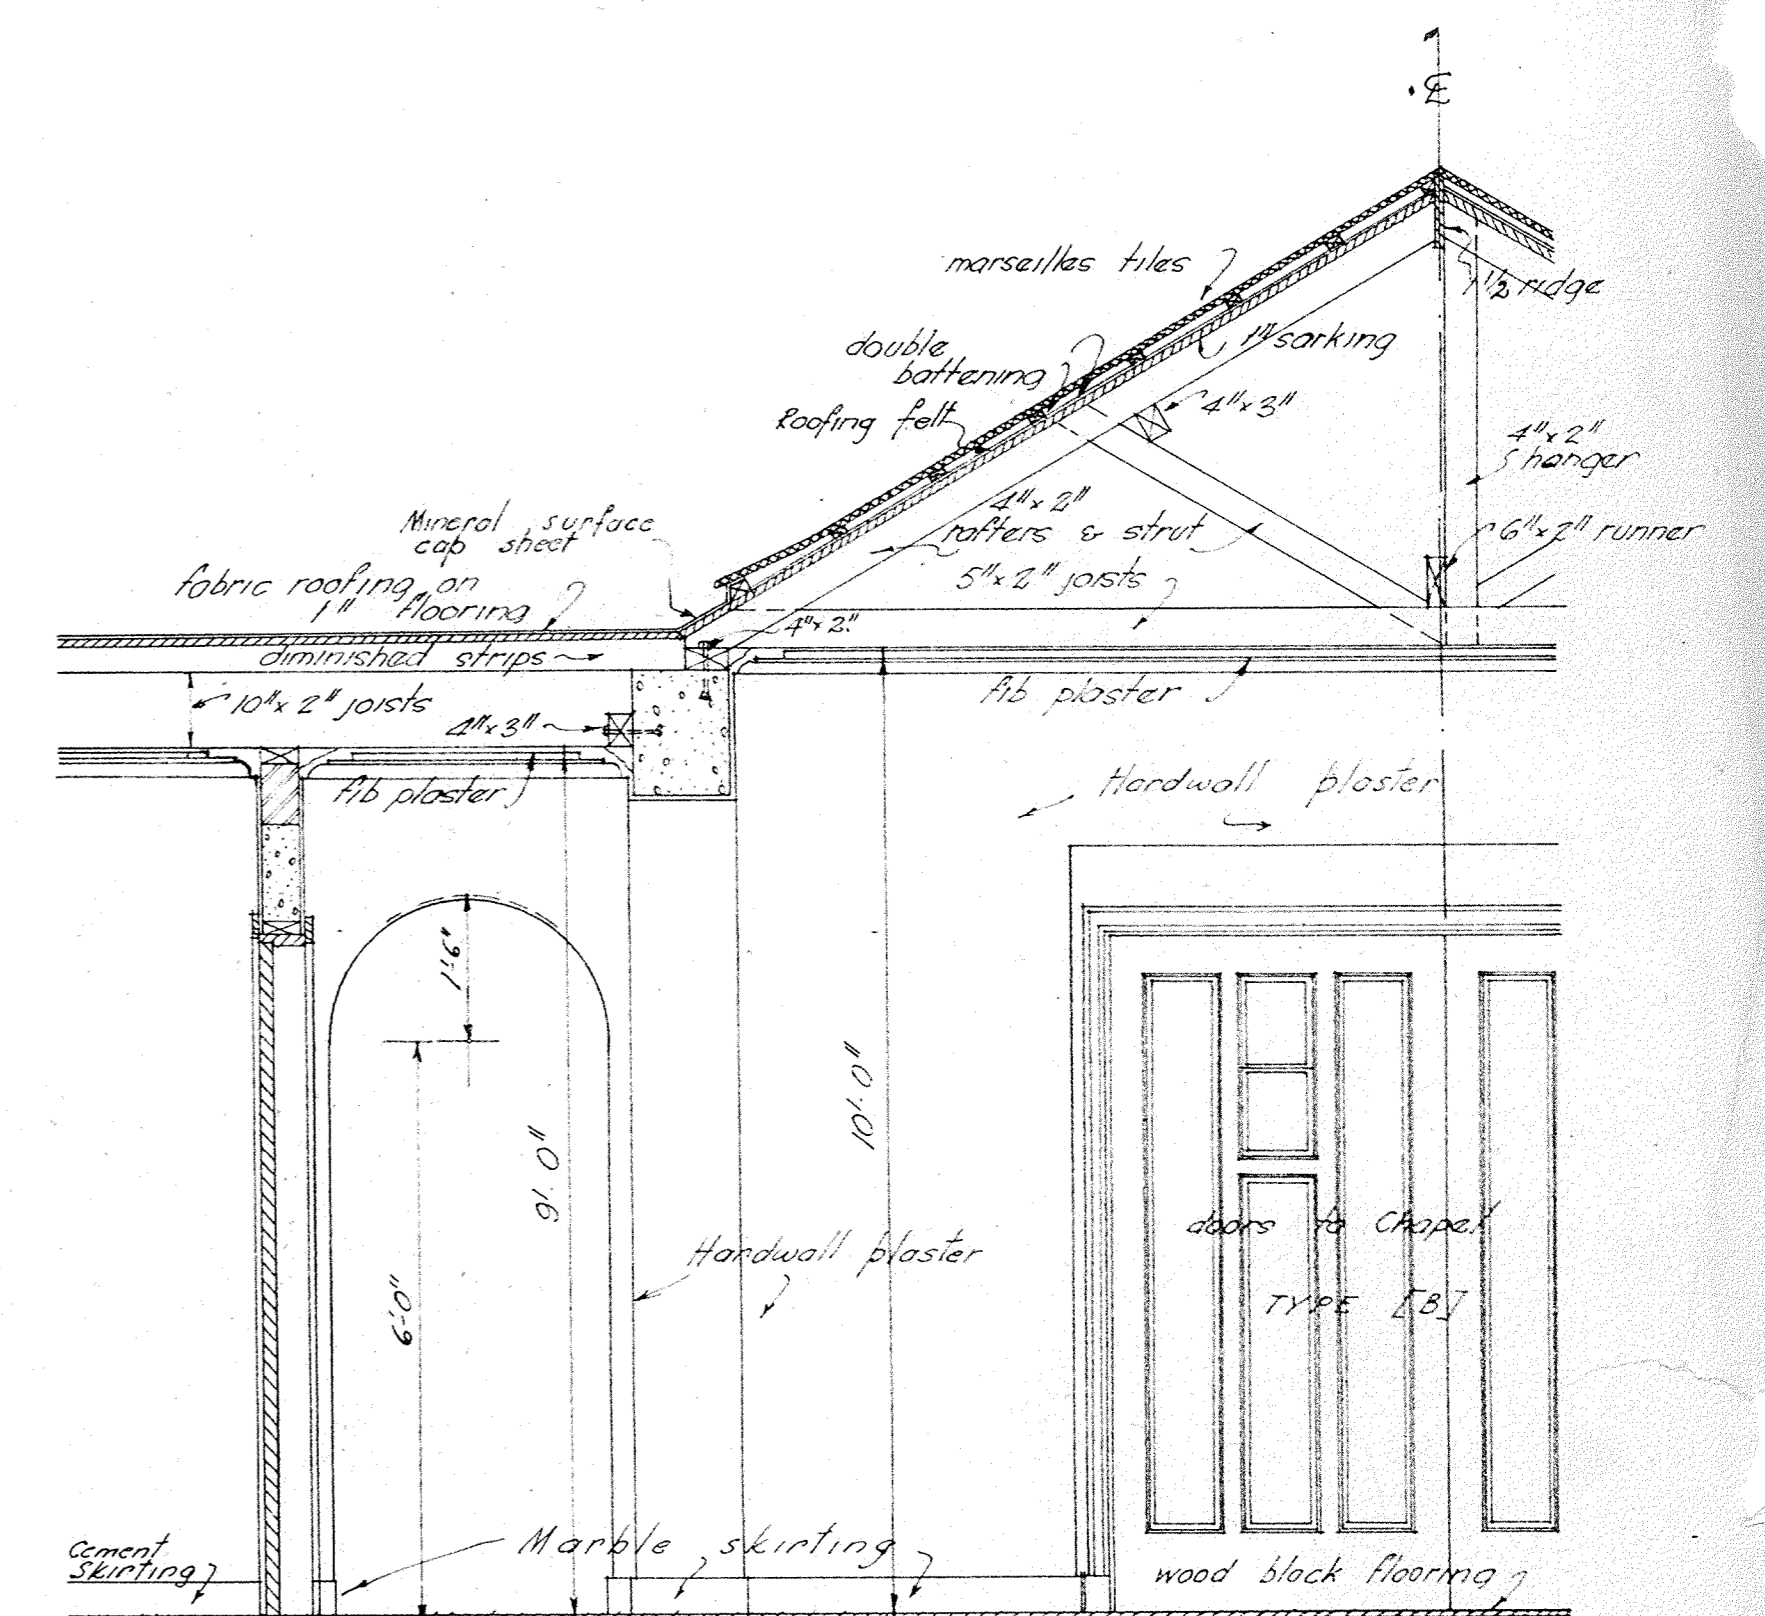 ℄
marseilles tiles
1½ ridge
double
battening
1" sarking
Roofing felt
4"x3"
4"x2"
hanger
4"x2"
rafters & strut
6"x2" runner
Mineral surface
cap sheet
5"x2" joists
fabric roofing on
1" flooring
4"x2"
diminished strips
fib plaster
10"x2" joists
4"x3"
Hardwall plaster
fib plaster
1'-6"
10'-0"
9'-0"
doors to Chapel
Hardwall plaster
TYPE [B]
6'-0"
Cement
Skirting
Marble skirting
wood block flooring